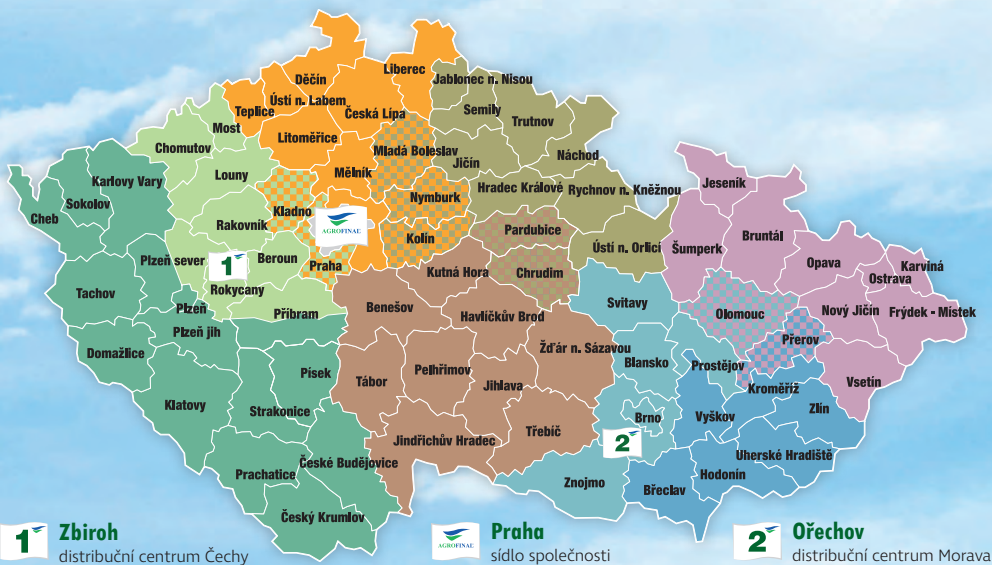 Děčín
Liberec
Jablonec n. Nisou
Ústí n. Labem
Teplice
Česká Lípa
Semily
Trutnov
Most
Litoměřice
Chomutov
Mladá Boleslav
Jičín
Náchod
Louny
Mělník
Karlovy Vary
Hradec Králové
Rychnov n. Kněžnou
Jeseník
Sokolov
Kladno
Nymburk
Cheb
Rakovník
AGROFINAL
Pardubice
Bruntál
Kolín
Ústí n. Orlicí
Šumperk
Plzeň sever
1
Beroun
Praha
Kutná Hora
Chrudim
Opava
Karviná
Ostrava
Tachov
Rokycany
Plzeň
Příbram
Benešov
Havlíčkův Brod
Svitavy
Olomouc
Nový Jičín
Frýdek - Místek
Plzeň jih
Přerov
Domažlice
Písek
Žďár n. Sázavou
Blansko
Prostějov
Tábor
Pelhřimov
Jihlava
Kroměříž
Vsetín
Klatovy
Strakonice
Brno
Vyškov
Zlín
Jindřichův Hradec
Třebíč
2
Uherské Hradiště
Prachatice
České Budějovice
Znojmo
Hodonín
Břeclav
Český Krumlov
1 Zbiroh
distribuční centrum Čechy
AGROFINAL Praha
sídlo společnosti
2 Ořechov
distribuční centrum Morava